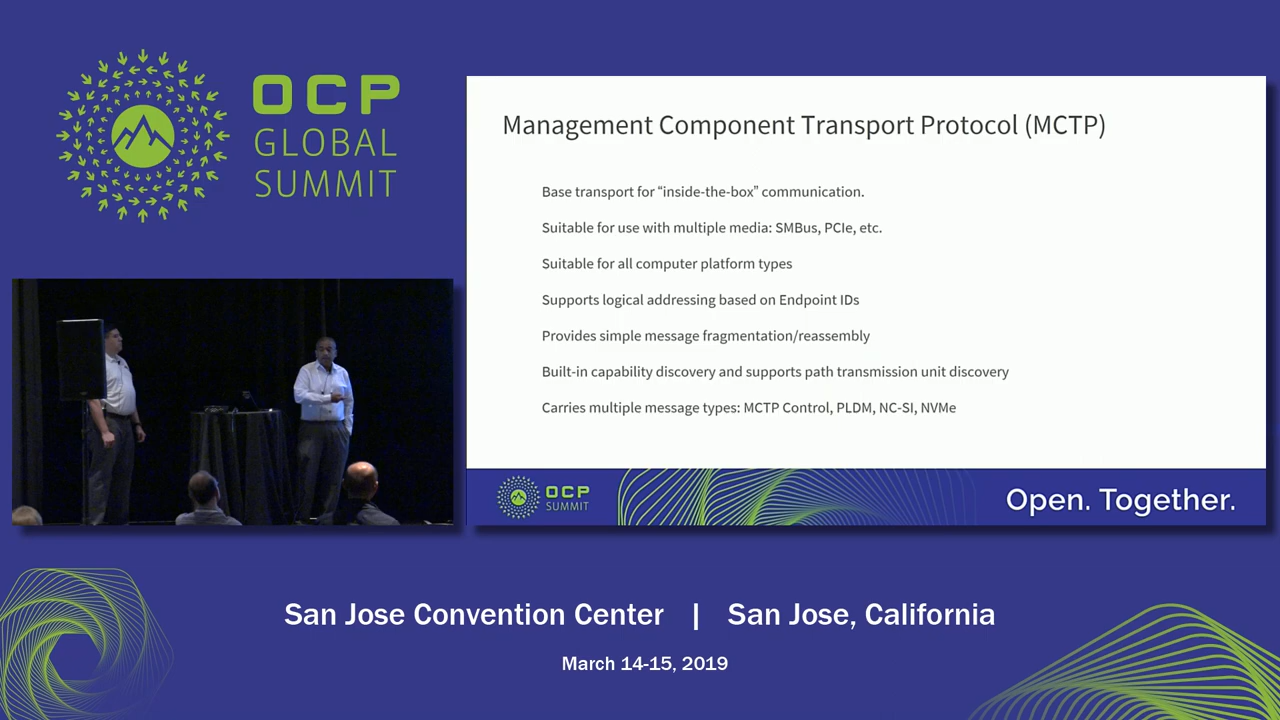 OCP
GLOBAL
SUMMIT
Management Component Transport Protocol (MCTP)
Base transport for “inside-the-box” communication.
Suitable for use with multiple media: SMBus, PCIe, etc.
Suitable for all computer platform types
Supports logical addressing based on Endpoint IDs
Provides simple message fragmentation/reassembly
Built-in capability discovery and supports path transmission unit discovery
Carries multiple message types: MCTP Control, PLDM, NC-SI, NVMe
OCP
SUMMIT
Open. Together.
San Jose Convention Center | San Jose, California
March 14-15, 2019